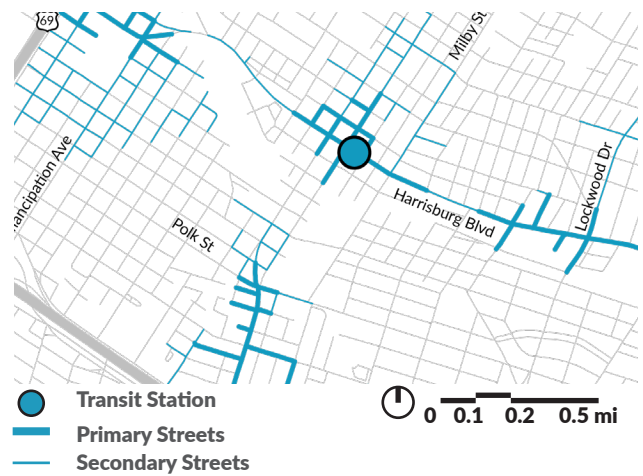 69
Milby St
Emancipation Ave
Lockwood Dr
Harrisburg Blvd
Polk St
Transit Station
0 0.1 0.2 0.5 mi
Primary Streets
Secondary Streets